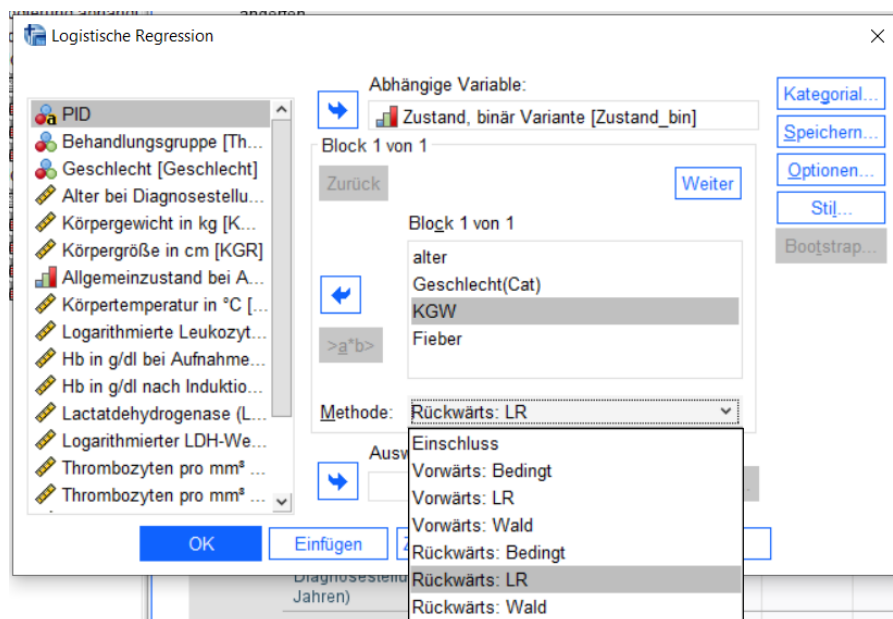 Logistische Regression
PID
Behandlungsgruppe [Th...
Geschlecht [Geschlecht]
Alter bei Diagnosestellu...
Körpergewicht in kg [K...
Körpergröße in cm [KGR]
Allgemeinzustand bei A...
Körpertemperatur in °C [...
Logarithmierte Leukozyt...
Hb in g/dl bei Aufnahme...
Hb in g/dl nach Induktio...
Lactatdehydrogenase (L...
Logarithmierter LDH-We...
Thrombozyten pro mm³ ...
Thrombozyten pro mm³ ...
Abhängige Variable:
Zustand, binär Variante [Zustand_bin]
Block 1 von 1
Zurück
Weiter
Block 1 von 1
alter
Geschlecht(Cat)
KGW
Fieber
>a*b>
Methode:
Rückwärts: LR
Einschluss
Vorwärts: Bedingt
Vorwärts: LR
Vorwärts: Wald
Rückwärts: Bedingt
Rückwärts: LR
Rückwärts: Wald
Ausw
Kategorial...
Speichern...
Optionen...
Stil...
Bootstrap...
OK
Einfügen
Diagnosestellu
Jahren)